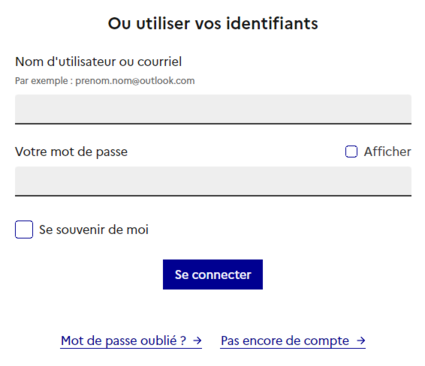 Ou utiliser vos identifiants
Nom d'utilisateur ou courriel
Par exemple : prenom.nom@outlook.com
Votre mot de passe
Afficher
Se souvenir de moi
Se connecter
Mot de passe oublié ? →
Pas encore de compte →